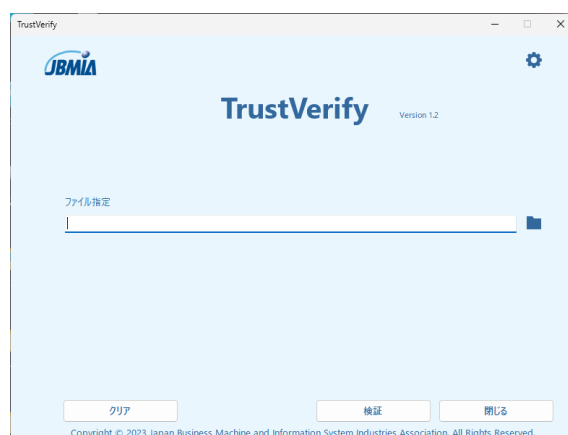 TrustVerify
JBMIA
TrustVerify Version 1.2
ファイル指定
クリア 検証 閉じる
Copyright © 2023 Japan Business Machine and Information System Industries Association. All Rights Reserved.